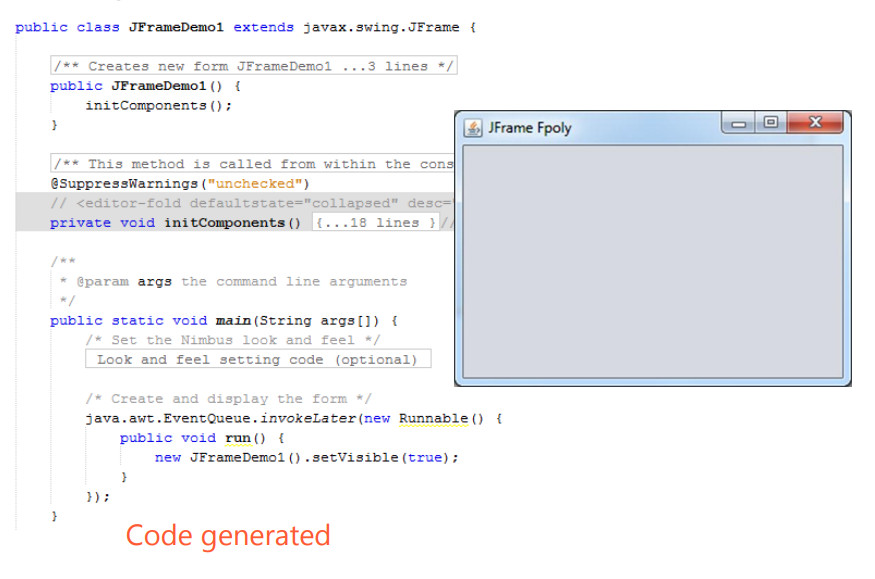 public class JFrameDemo1 extends javax.swing.JFrame {
/** Creates new form JFrameDemo1 ...3 lines */
public JFrameDemo1() {
initComponents();
}
/** This method is called from within the cons
@SuppressWarnings("unchecked")
// <editor-fold defaultstate="collapsed" desc="
private void initComponents() {...18 lines }//
/**
* @param args the command line arguments
*/
public static void main(String args[]) {
/* Set the Nimbus look and feel */
Look and feel setting code (optional)
/* Create and display the form */
java.awt.EventQueue.invokeLater(new Runnable() {
public void run() {
new JFrameDemo1().setVisible(true);
}
});
}
JFrame Fpoly
Code generated